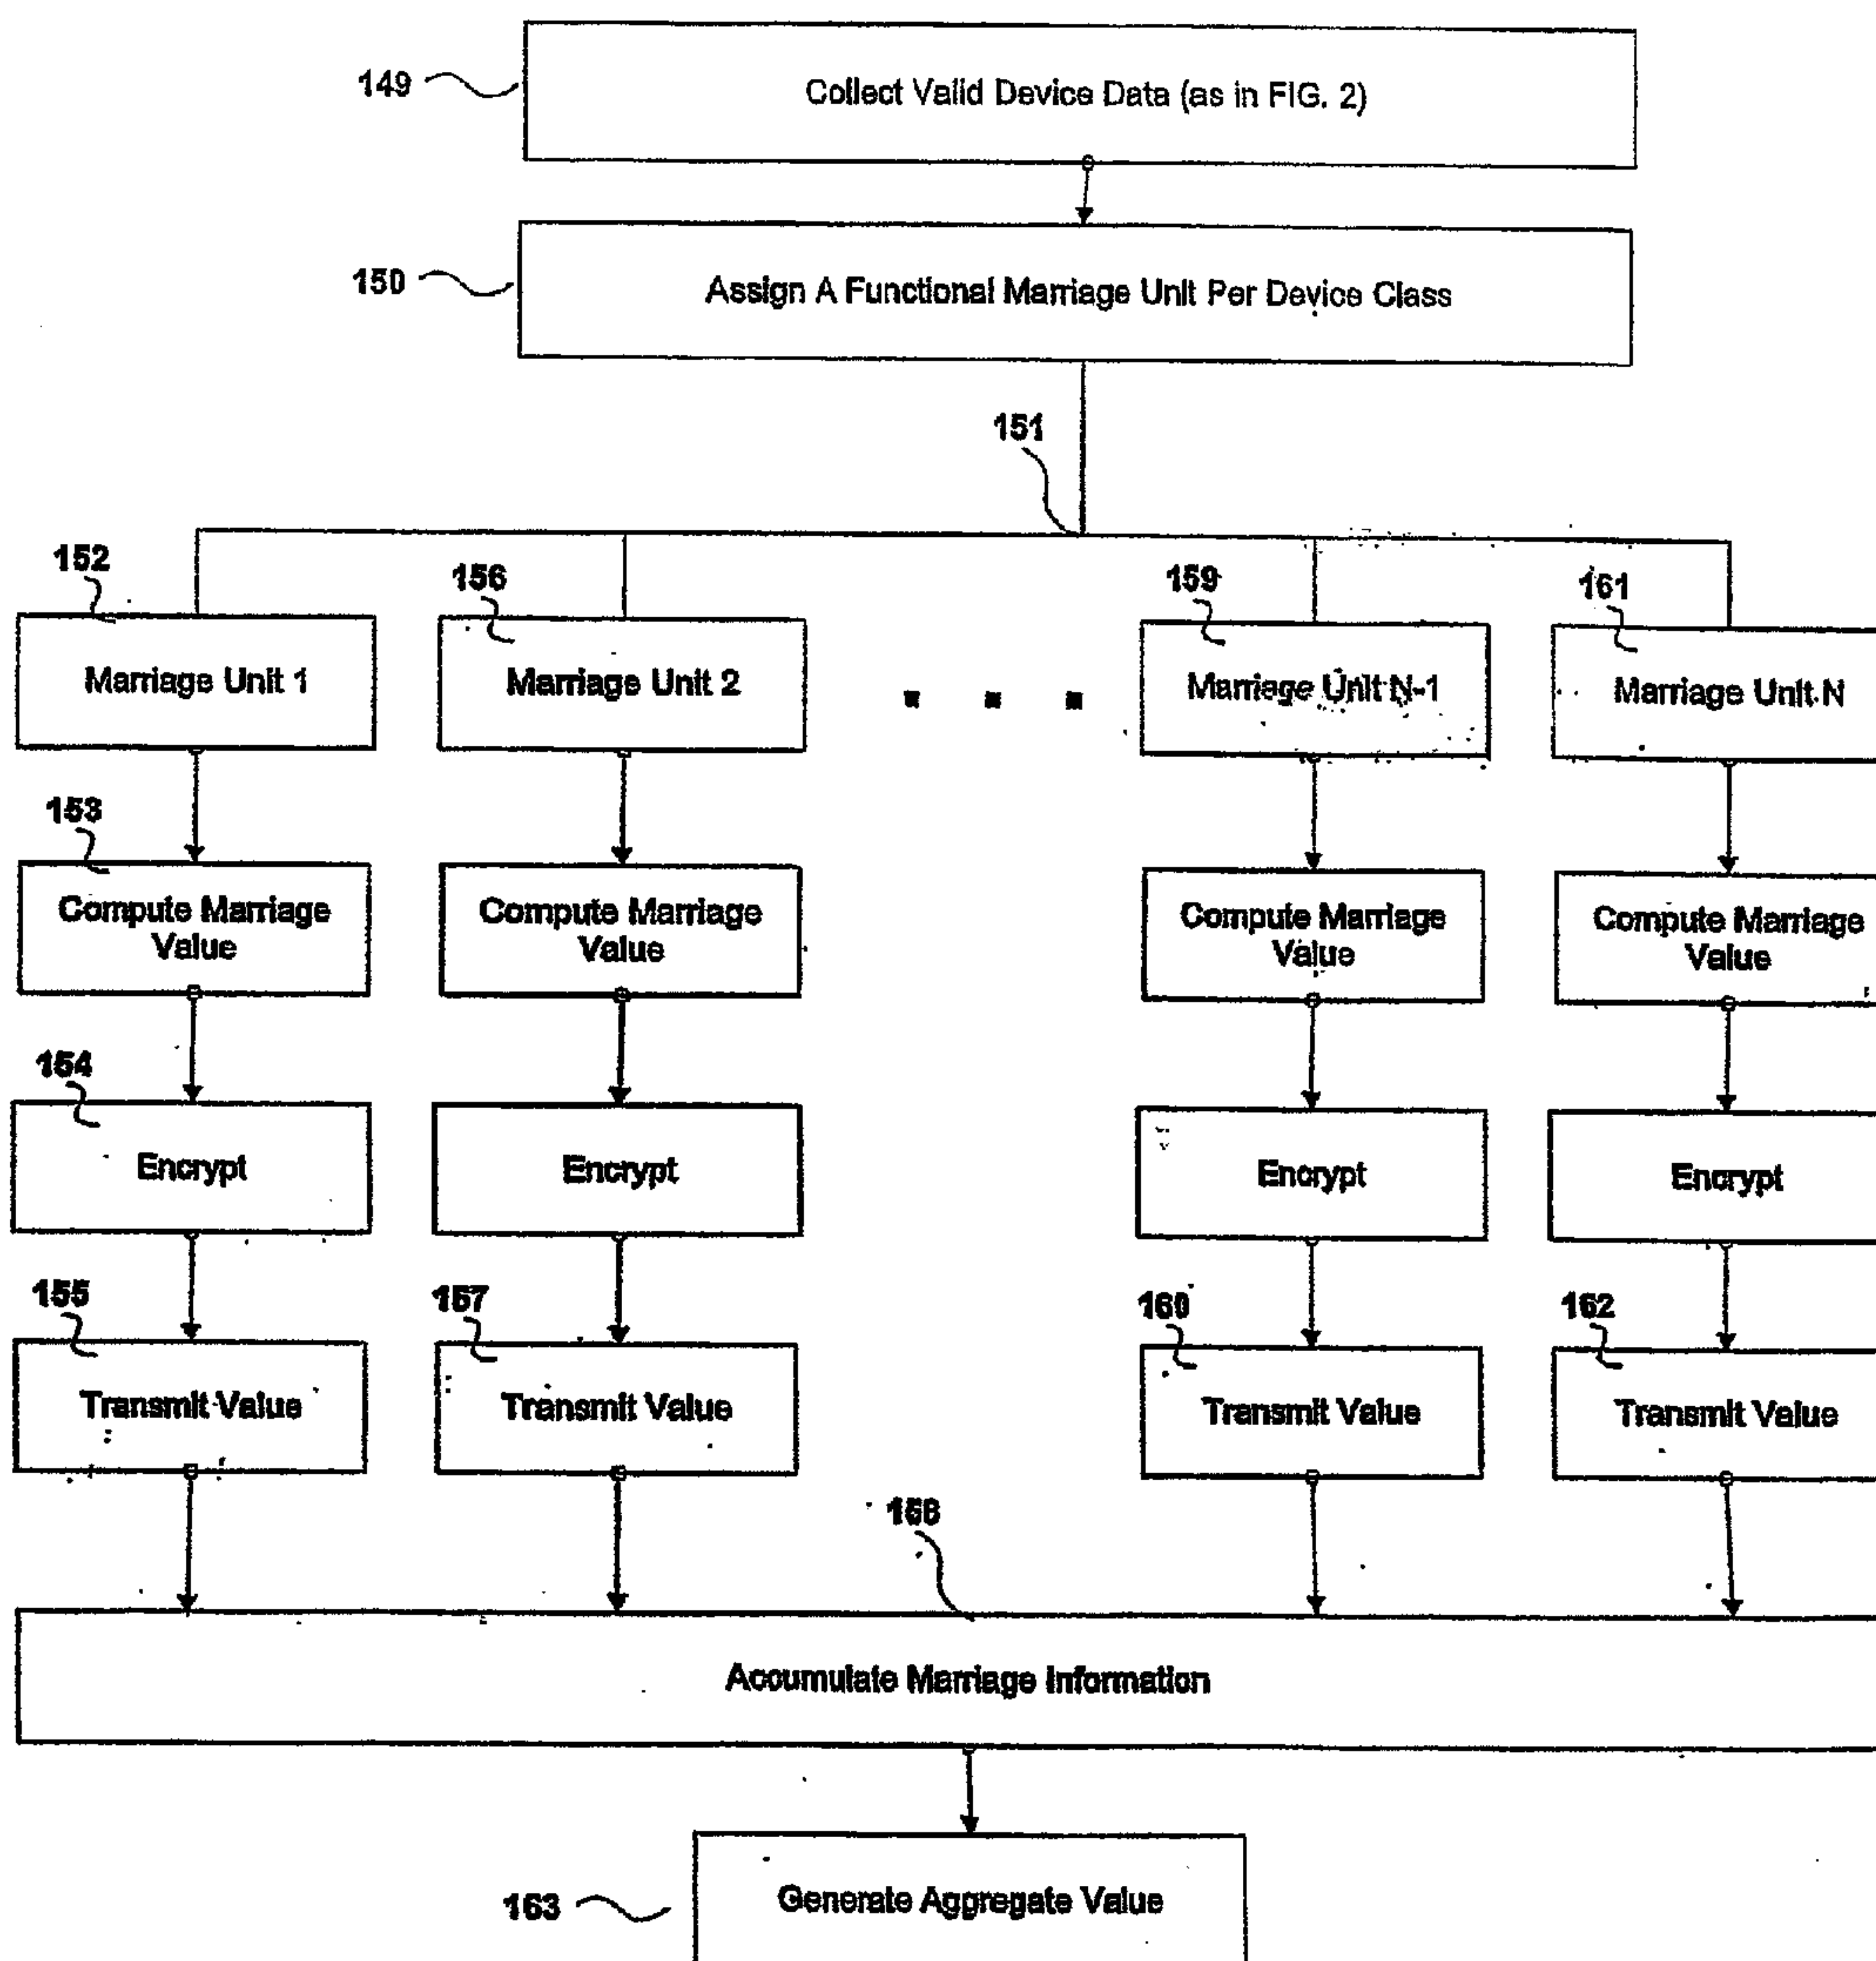 149
Collect Valid Device Data (as in FIG. 2)
150
Assign A Functional Marriage Unit Per Device Class
151
152
156
159
161
Marriage Unit 1
Marriage Unit 2
Marriage Unit N-1
Marriage Unit N
153
Compute Marriage
Value
Compute Marriage
Value
Compute Marriage
Value
Compute Marriage
Value
154
Encrypt
Encrypt
Encrypt
Encrypt
155
157
160
162
Transmit Value
Transmit Value
Transmit Value
Transmit Value
158
Accumulate Marriage Information
163
Generate Aggregate Value